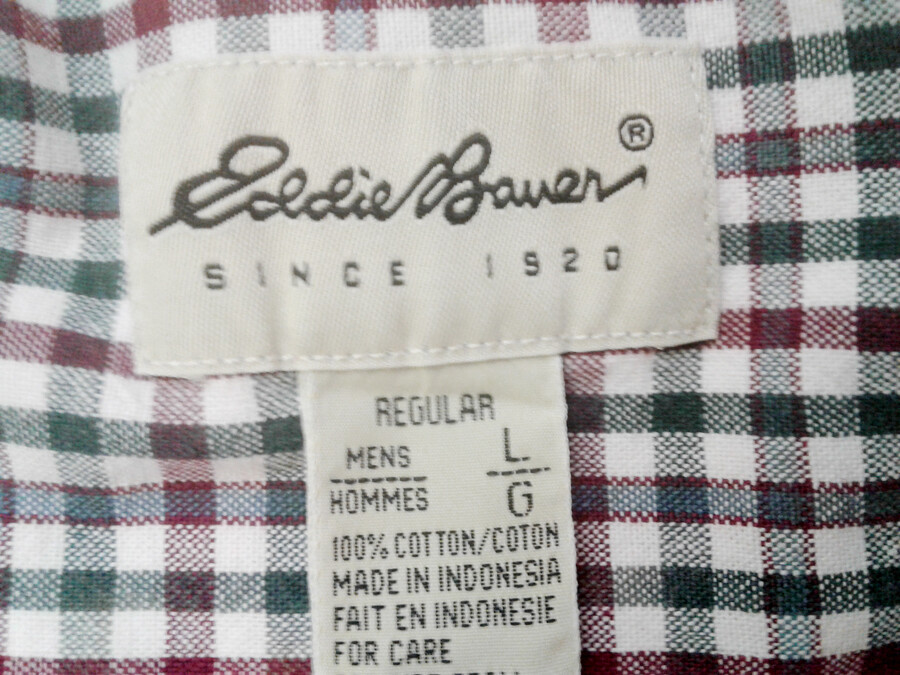 Eddie Bauer ®
SINCE 1920
REGULAR
MENS L
HOMMES G
100% COTTON/COTON
MADE IN INDONESIA
FAIT EN INDONESIE
FOR CARE